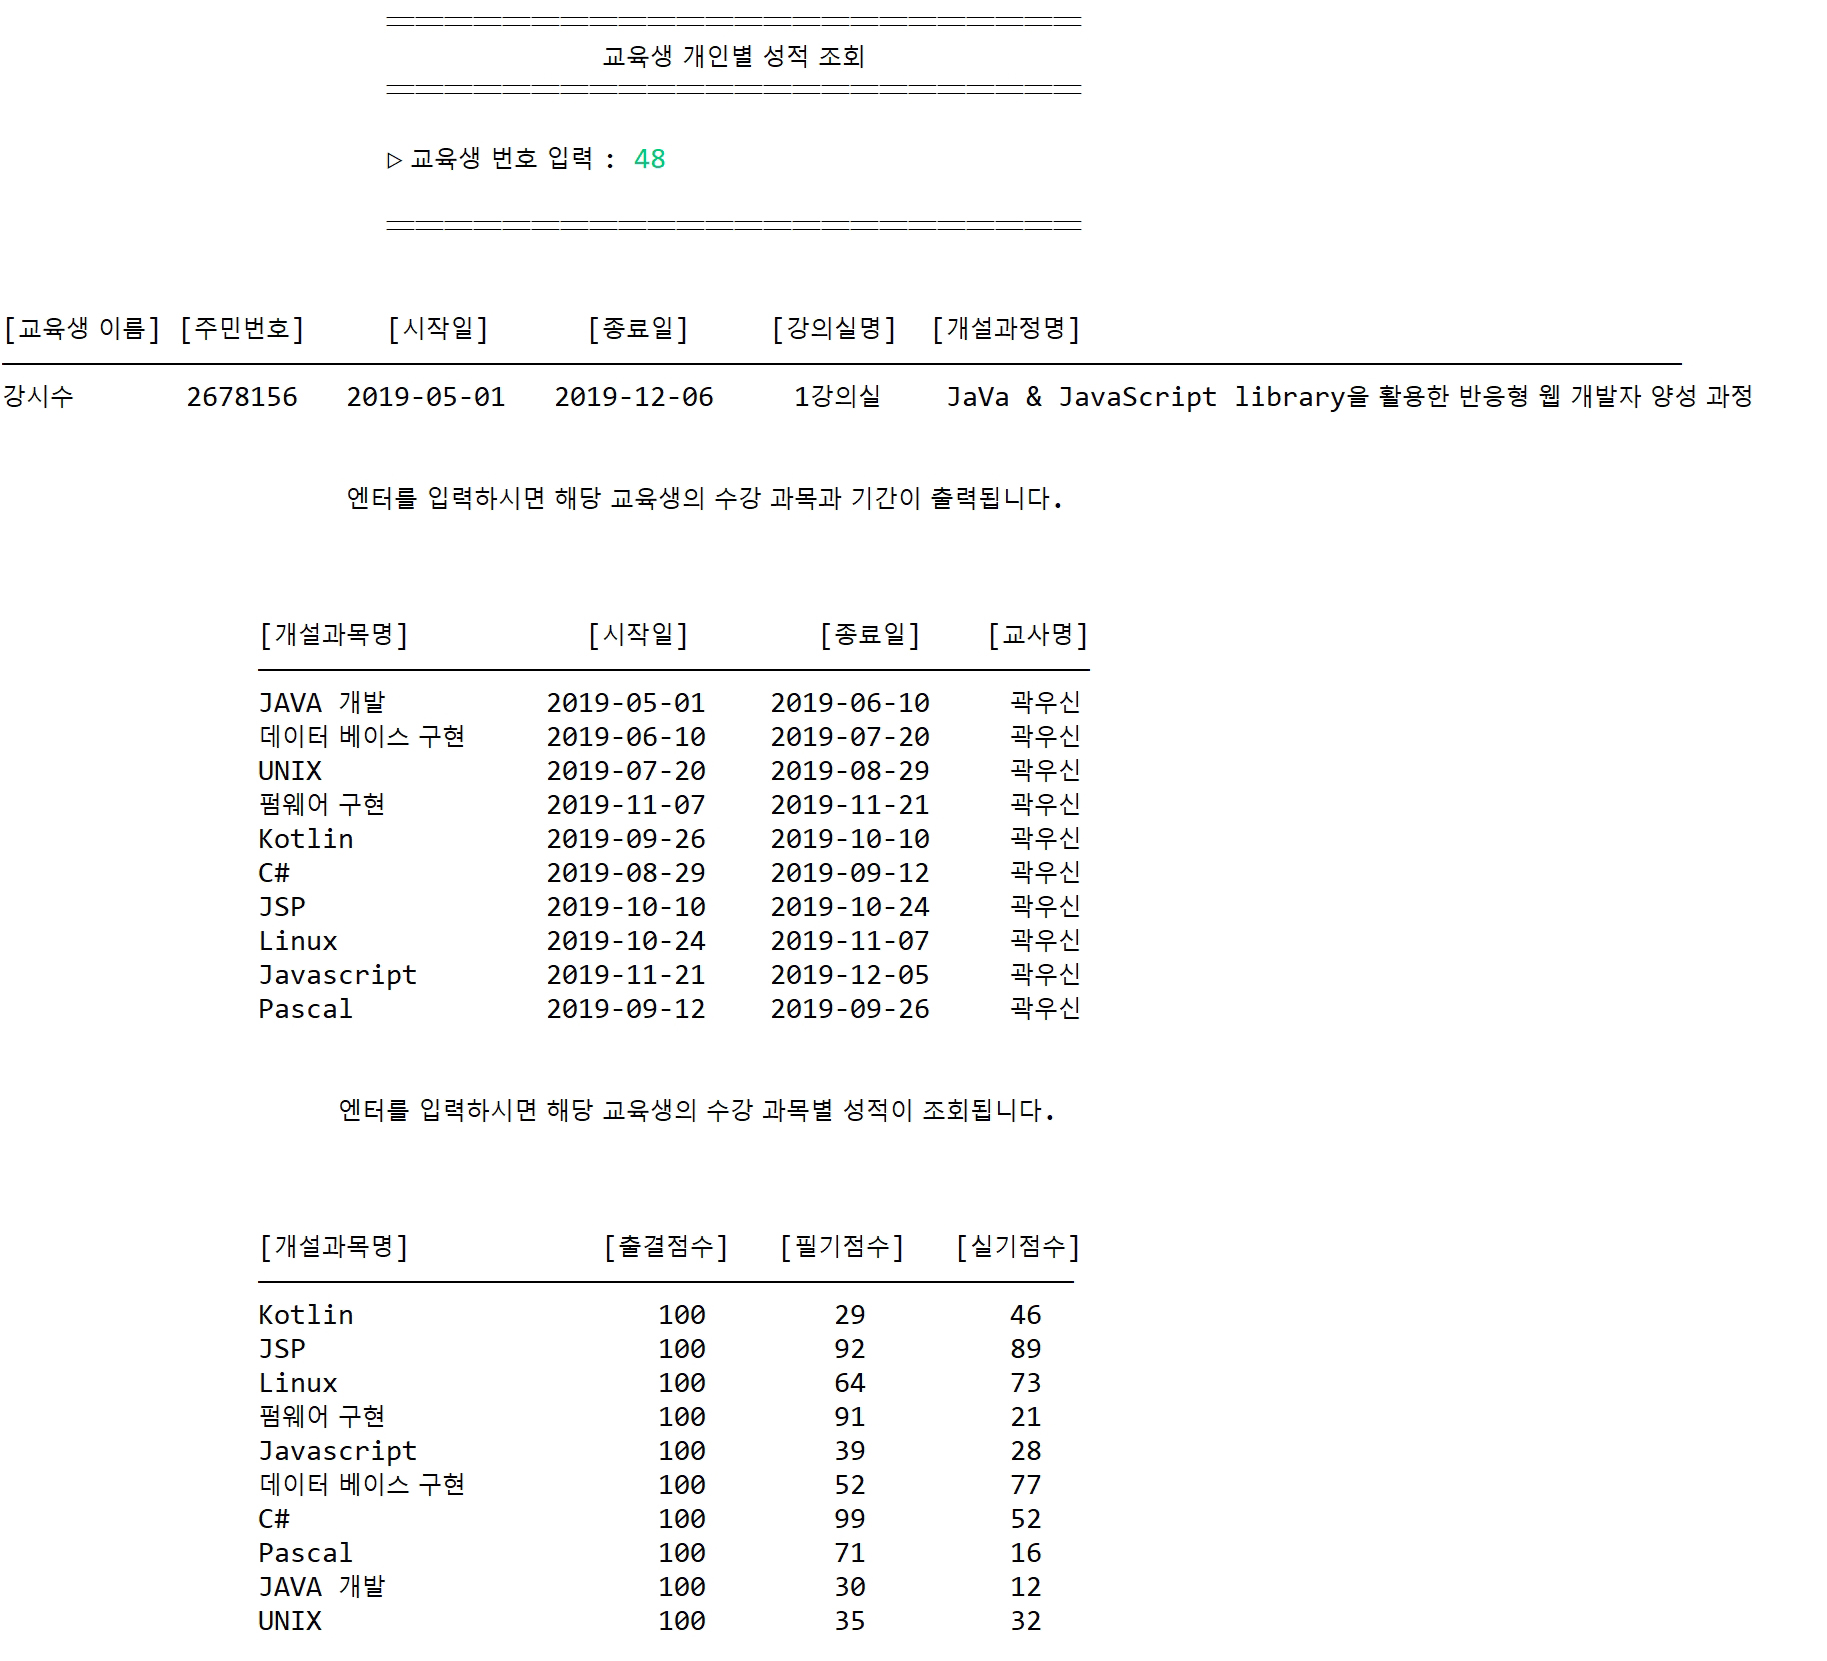 교육생 개인별 성적 조회
▷ 교육생 번호 입력 : 48
[교육생 이름] [주민번호] [시작일] [종료일] [강의실명] [개설과정명]
강시수 2678156 2019-05-01 2019-12-06 1강의실 JaVa & JavaScript library을 활용한 반응형 웹 개발자 양성 과정
엔터를 입력하시면 해당 교육생의 수강 과목과 기간이 출력됩니다.
[개설과목명] [시작일] [종료일] [교사명]
JAVA 개발 2019-05-01 2019-06-10 곽우신
데이터 베이스 구현 2019-06-10 2019-07-20 곽우신
UNIX 2019-07-20 2019-08-29 곽우신
펌웨어 구현 2019-11-07 2019-11-21 곽우신
Kotlin 2019-09-26 2019-10-10 곽우신
C# 2019-08-29 2019-09-12 곽우신
JSP 2019-10-10 2019-10-24 곽우신
Linux 2019-10-24 2019-11-07 곽우신
Javascript 2019-11-21 2019-12-05 곽우신
Pascal 2019-09-12 2019-09-26 곽우신
엔터를 입력하시면 해당 교육생의 수강 과목별 성적이 조회됩니다.
[개설과목명] [출결점수] [필기점수] [실기점수]
Kotlin 100 29 46
JSP 100 92 89
Linux 100 64 73
펌웨어 구현 100 91 21
Javascript 100 39 28
데이터 베이스 구현 100 52 77
C# 100 99 52
Pascal 100 71 16
JAVA 개발 100 30 12
UNIX 100 35 32